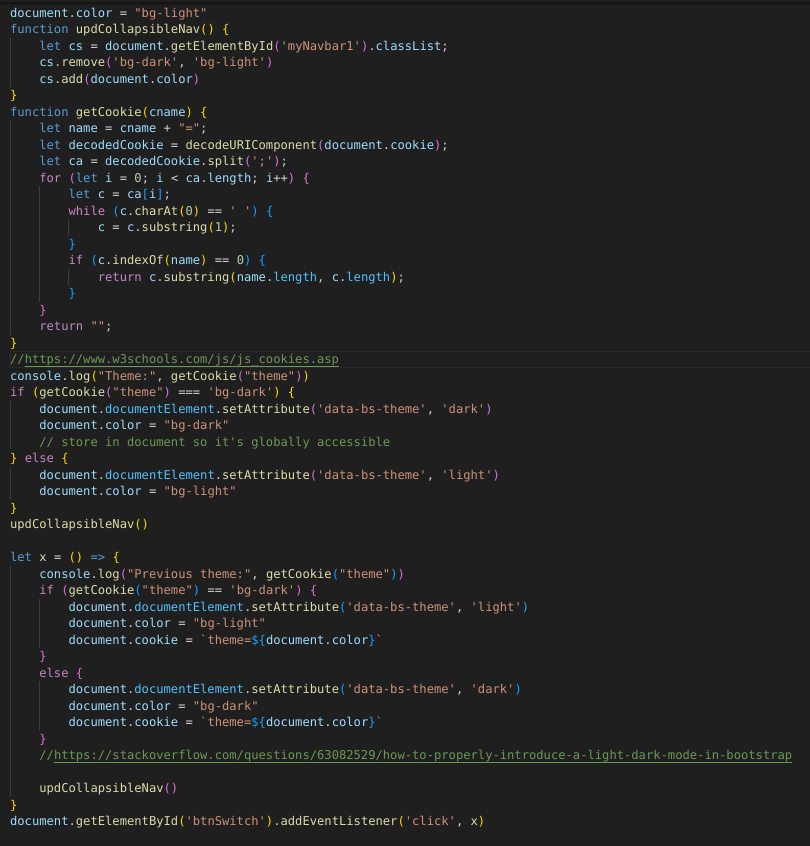 document.color = "bg-light"
function updCollapsibleNav() {
    let cs = document.getElementById('myNavbar1').classList;
    cs.remove('bg-dark', 'bg-light')
    cs.add(document.color)
}
function getCookie(cname) {
    let name = cname + "=";
    let decodedCookie = decodeURIComponent(document.cookie);
    let ca = decodedCookie.split(';');
    for (let i = 0; i < ca.length; i++) {
        let c = ca[i];
        while (c.charAt(0) == ' ') {
            c = c.substring(1);
        }
        if (c.indexOf(name) == 0) {
            return c.substring(name.length, c.length);
        }
    }
    return "";
}
//https://www.w3schools.com/js/js_cookies.asp
console.log("Theme:", getCookie("theme"))
if (getCookie("theme") === 'bg-dark') {
    document.documentElement.setAttribute('data-bs-theme', 'dark')
    document.color = "bg-dark"
    // store in document so it's globally accessible
} else {
    document.documentElement.setAttribute('data-bs-theme', 'light')
    document.color = "bg-light"
}
updCollapsibleNav()

let x = () => {
    console.log("Previous theme:", getCookie("theme"))
    if (getCookie("theme") == 'bg-dark') {
        document.documentElement.setAttribute('data-bs-theme', 'light')
        document.color = "bg-light"
        document.cookie = `theme=${document.color}`
    }
    else {
        document.documentElement.setAttribute('data-bs-theme', 'dark')
        document.color = "bg-dark"
        document.cookie = `theme=${document.color}`
    }
    //https://stackoverflow.com/questions/63082529/how-to-properly-introduce-a-light-dark-mode-in-bootstrap

    updCollapsibleNav()
}
document.getElementById('btnSwitch').addEventListener('click', x)